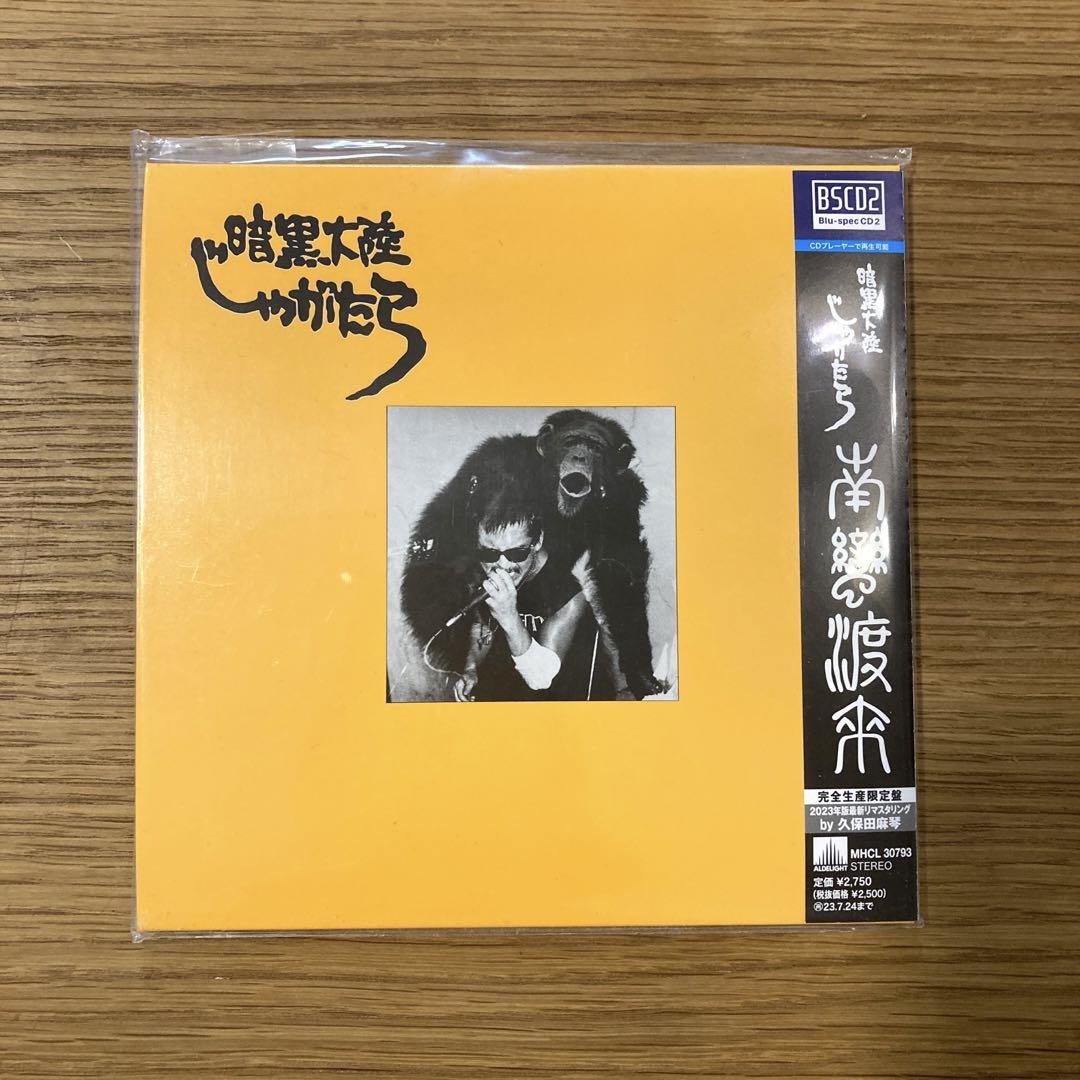 暗黒大陸
じゃがたら
BSCD2
Blu-spec CD2
CDプレーヤーで再生可能
暗黒大陸
じゃがたら
南蛮渡来
完全生産限定盤
2023年版最新リマスタリング
by 久保田麻琴
ALDELIGHT
MHCL 30793
STEREO
定価 ¥2,750
(税抜価格 ¥2,500)
㋐23.7.24まで